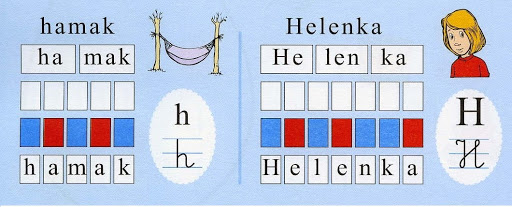 hamak
ha mak
h
h
h a m a k
Helenka
He len ka
H
H
H e l e n k a